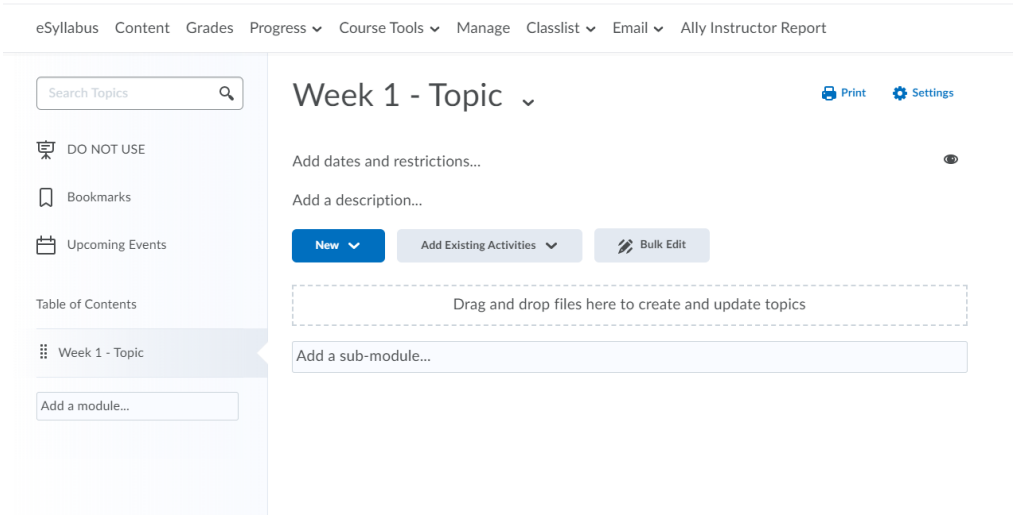 eSyllabus Content Grades Progress Course Tools Manage Classlist Email Ally Instructor Report
Search Topics
DO NOT USE
Bookmarks
Upcoming Events
Table of Contents
Week 1 - Topic
Add a module...
Week 1 - Topic
Print
Settings
Add dates and restrictions...
Add a description...
New
Add Existing Activities
Bulk Edit
Drag and drop files here to create and update topics
Add a sub-module...